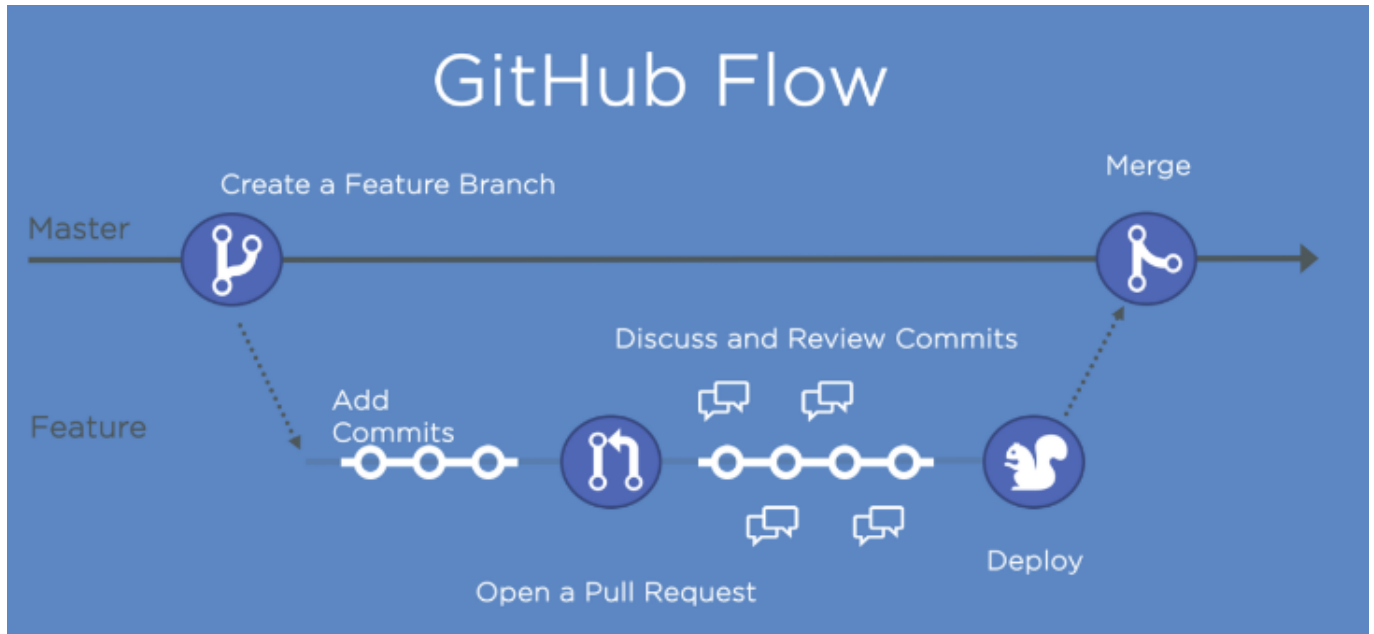 GitHub Flow
Create a Feature Branch
Merge
Master
Discuss and Review Commits
Add
Commits
Feature
Deploy
Open a Pull Request